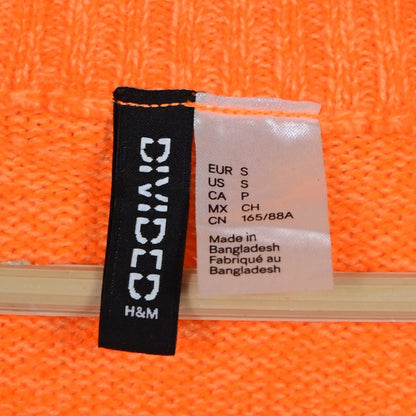 DIVIDED
H&M
EUR S
US S
CA P
MX CH
CN 165/88A
Made in
Bangladesh
Fabriqué au
Bangladesh